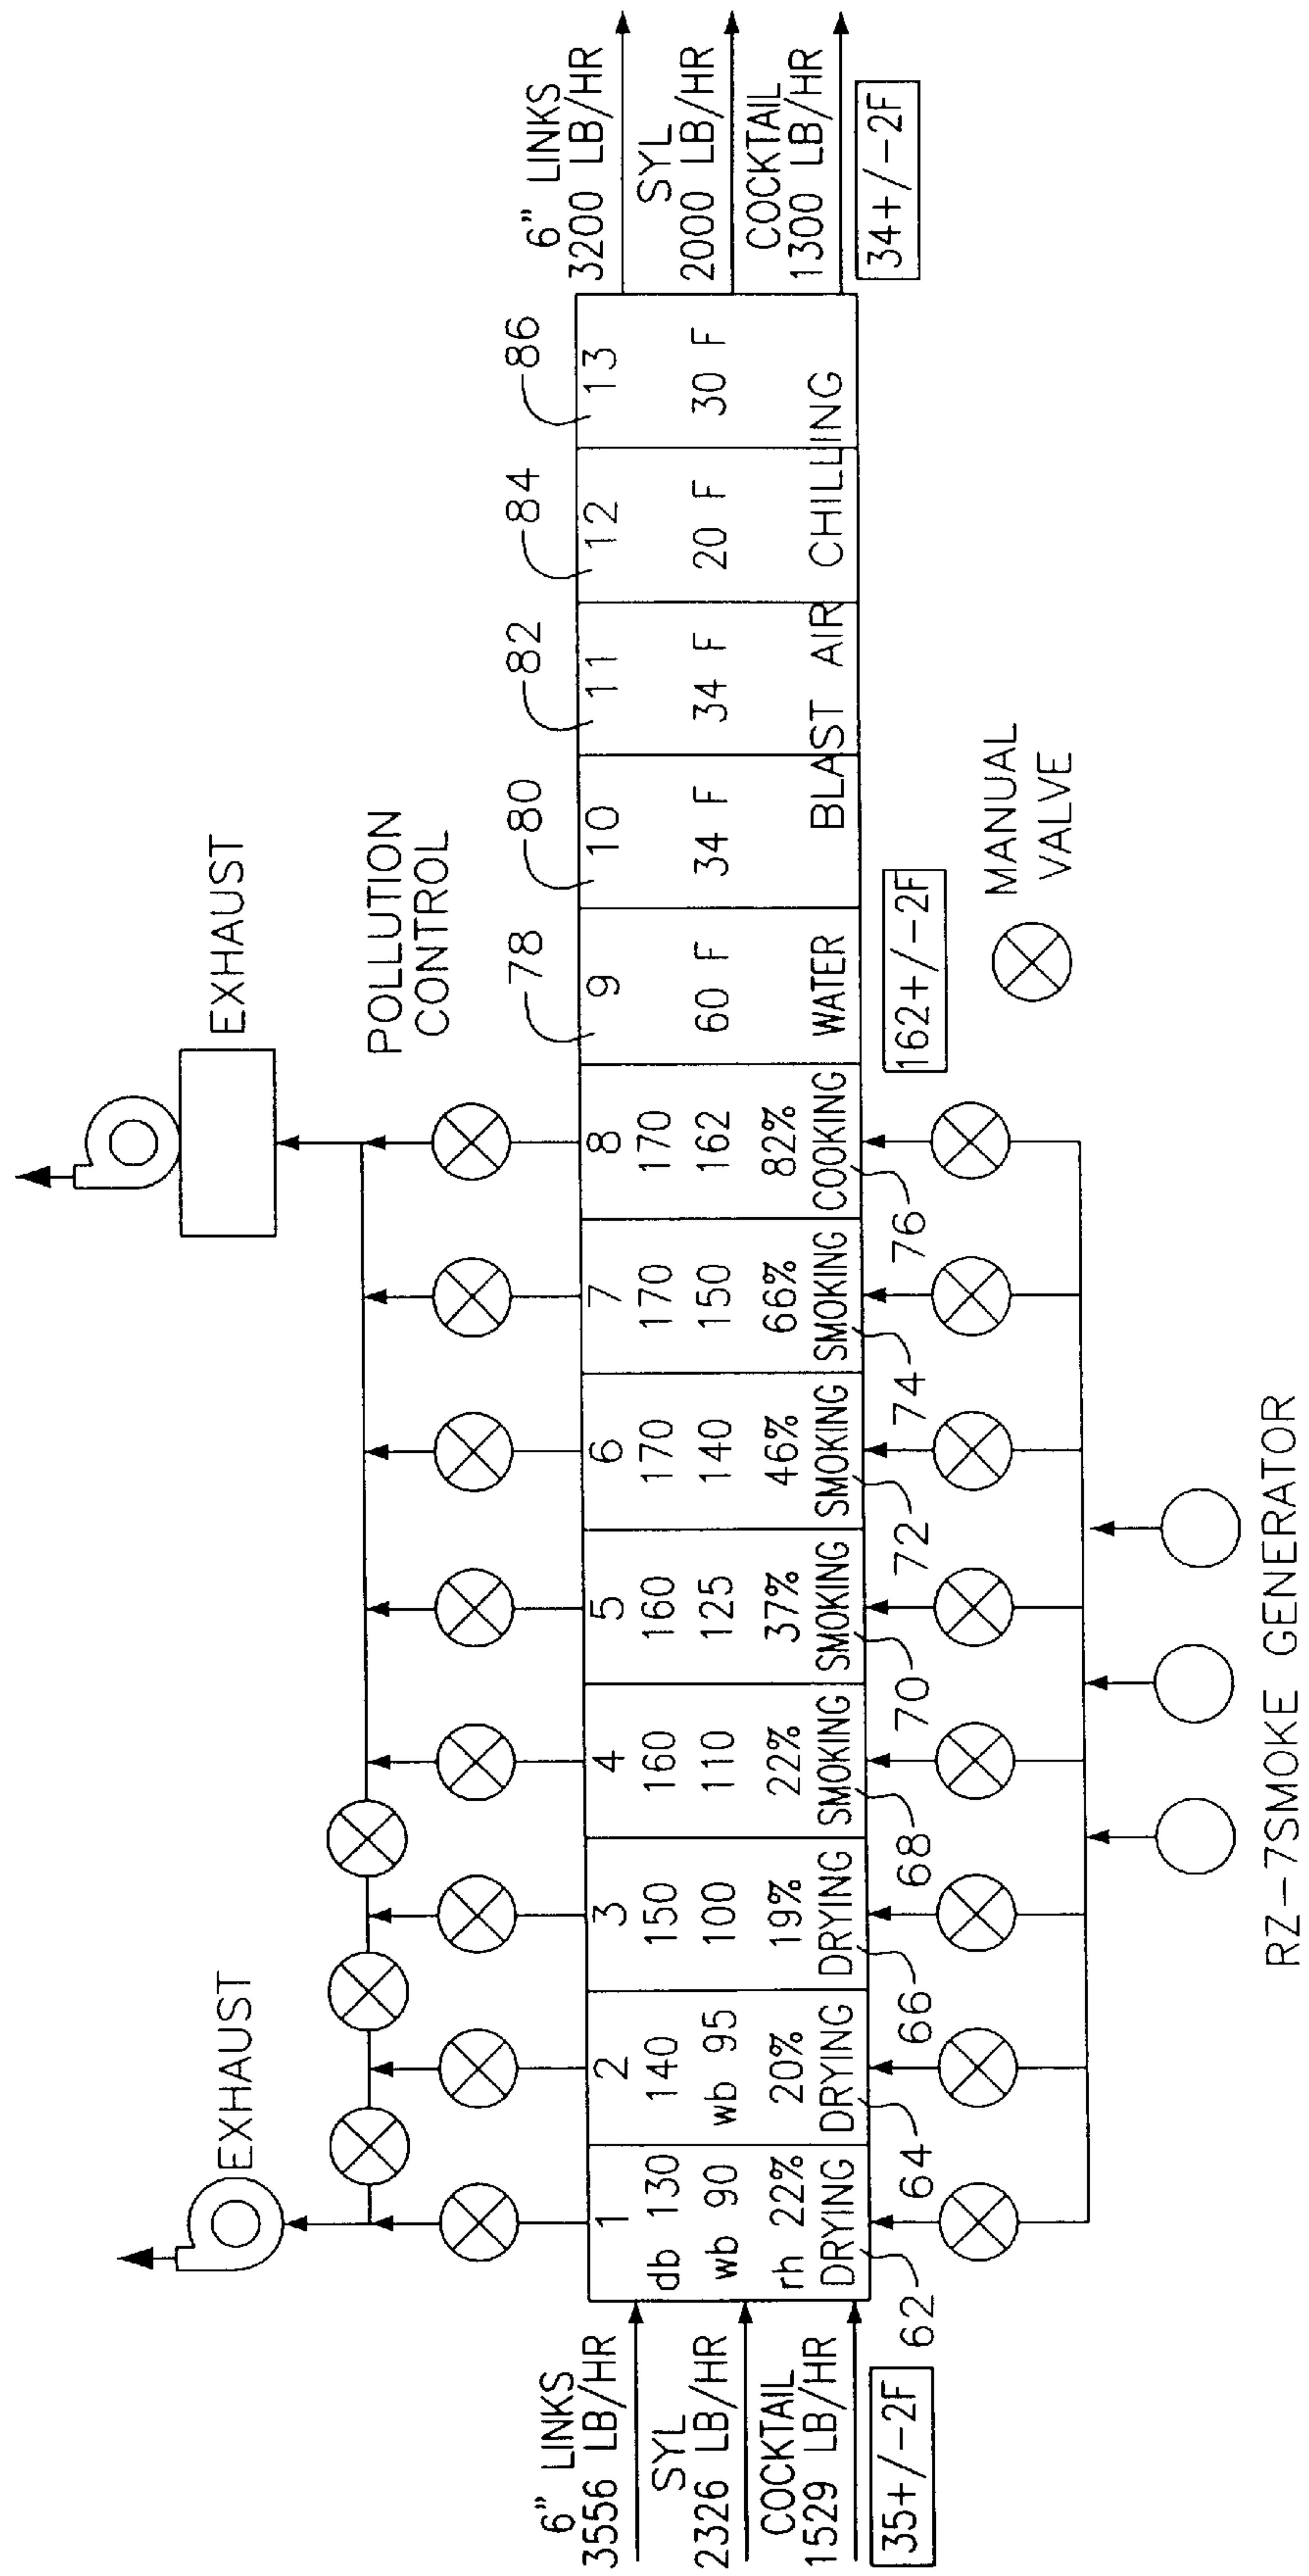 EXHAUST
EXHAUST
POLLUTION
CONTROL
6" LINKS
3556 LB/HR
SYL
2326 LB/HR
COCKTAIL
1529 LB/HR
35+/-2F
1
db 130
wb 90
rh 22%
DRYING
62
2
140
wb 95
20%
DRYING
64
3
150
100
19%
DRYING
66
4
160
110
22%
SMOKING
68
5
160
125
37%
SMOKING
70
6
170
140
46%
SMOKING
72
7
170
150
66%
SMOKING
74
8
170
162
82%
COOKING
76
78
9
60 F
WATER
162+/-2F
80
10
34 F
82
11
34 F
84
12
20 F
86
13
30 F
BLAST AIR CHILLING
6" LINKS
3200 LB/HR
SYL
2000 LB/HR
COCKTAIL
1300 LB/HR
34+/-2F
MANUAL
VALVE
RZ-7SMOKE GENERATOR